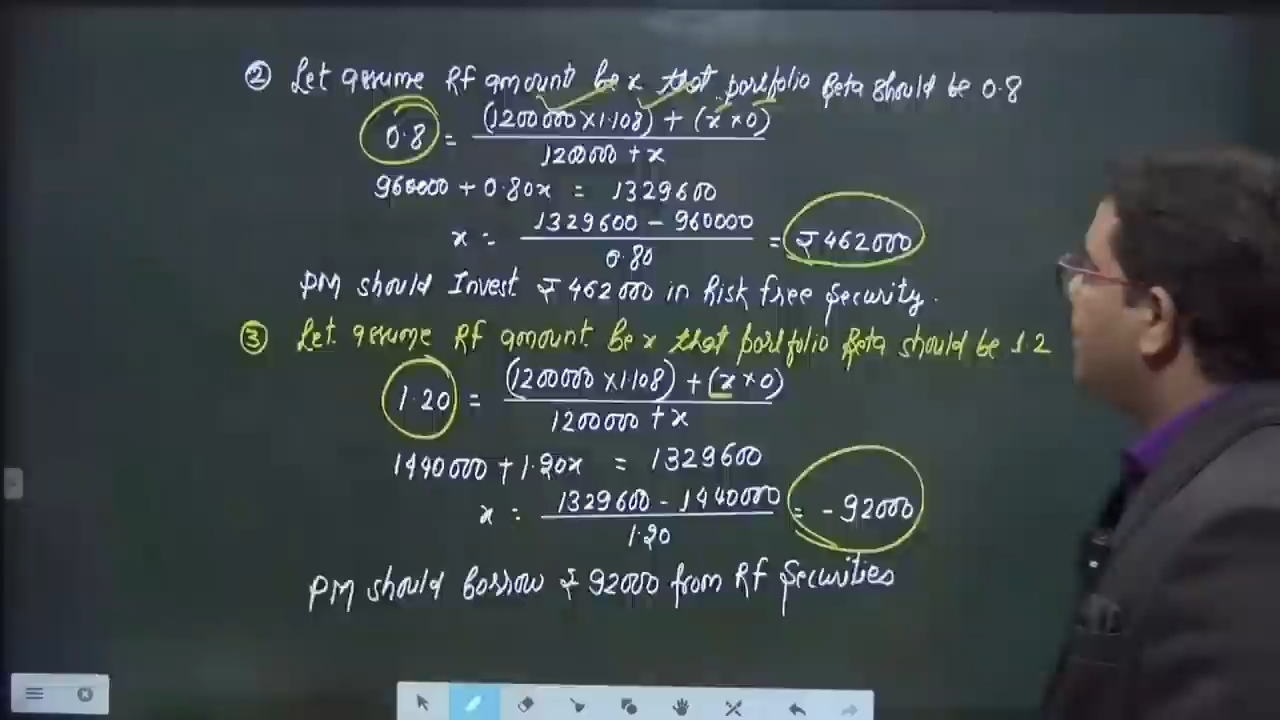 ② Let assume Rf amount be x that portfolio Beta should be 0.8
0.8 = (1200000 × 1.108) + (x × 0)
1200000 + x
960000 + 0.80x = 1329600
x = 1329600 - 960000 = ₹ 462000
0.80
PM should Invest ₹ 462000 in Risk free Security.
③ Let assume Rf amount Be x that portfolio Beta should be 1.2
1.20 = (1200000 × 1.108) + (x × 0)
1200000 + x
1440000 + 1.20x = 1329600
x = 1329600 - 1440000 = -92000
1.20
PM should borrow ₹ 92000 from Rf Securities